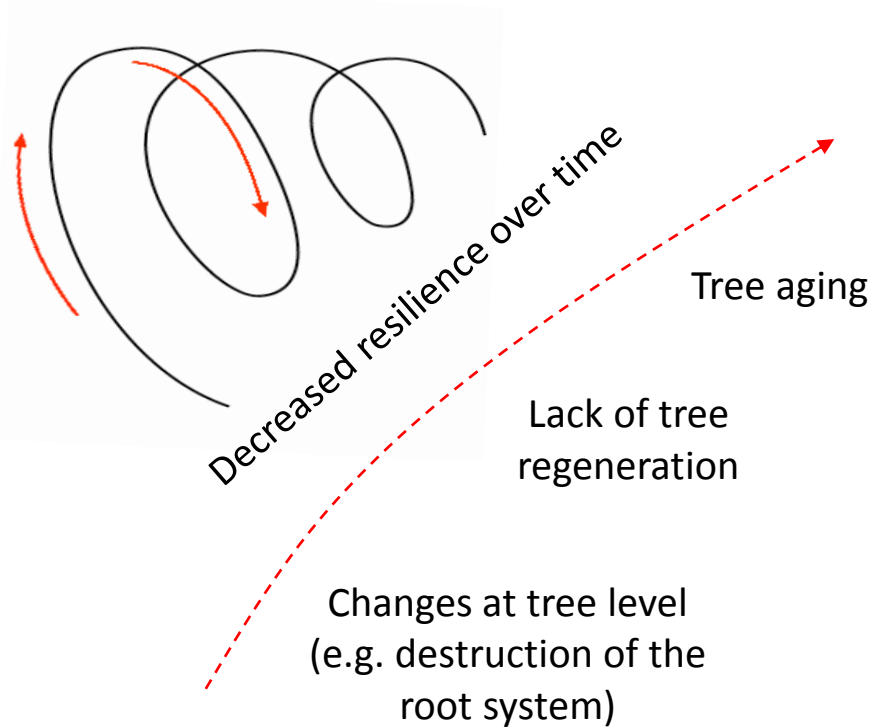 Decreased resilience over time
Tree aging
Lack of tree
regeneration
Changes at tree level
(e.g. destruction of the
root system)